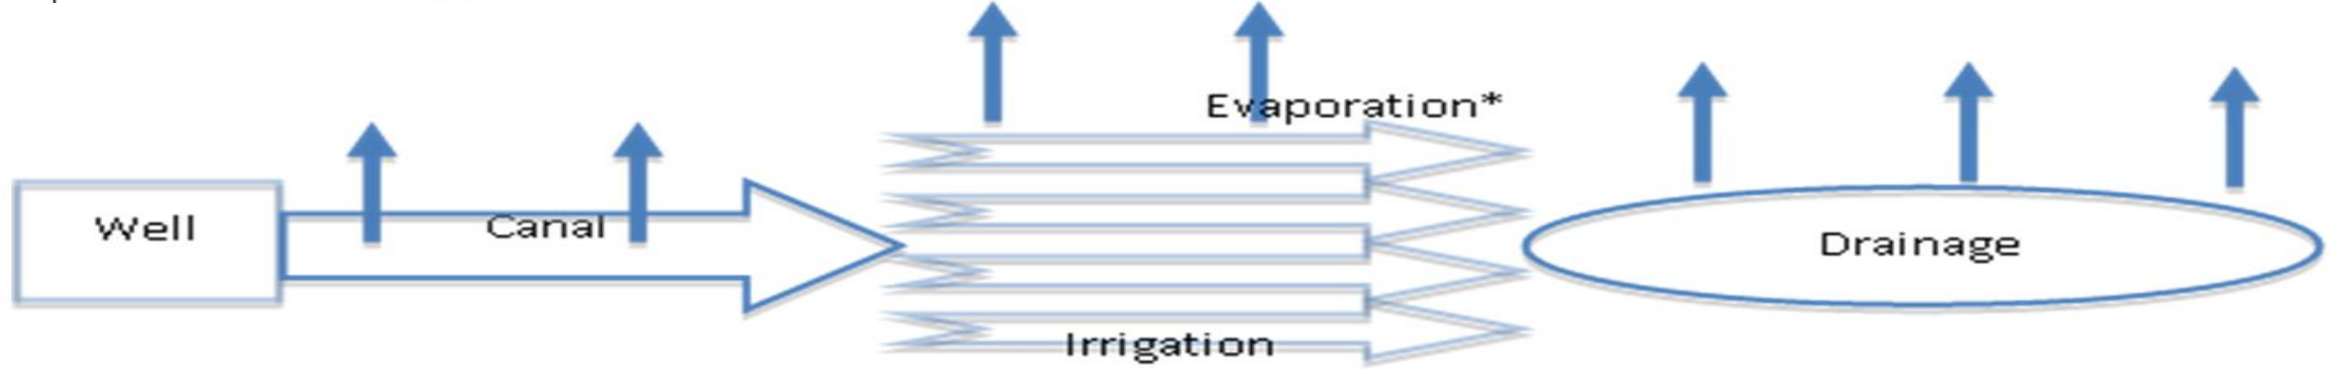 Well
Canal
Evaporation*
Irrigation
Drainage